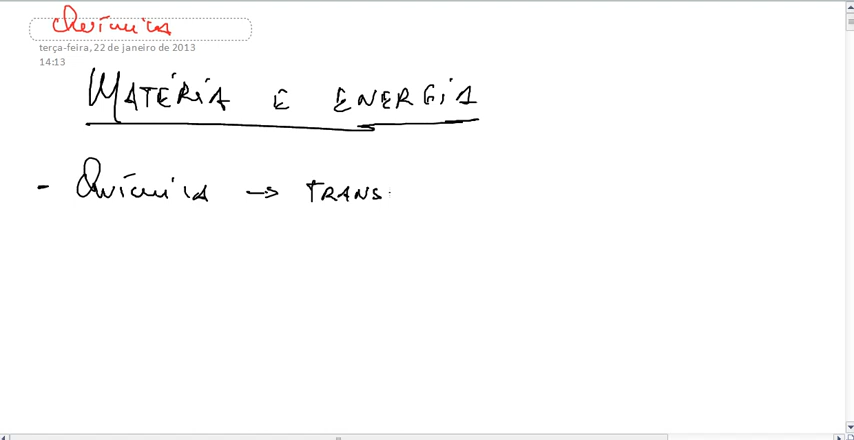 Química
terça-feira, 22 de janeiro de 2013
14:13
MATÉRIA E ENERGIA
- Química → TRANS